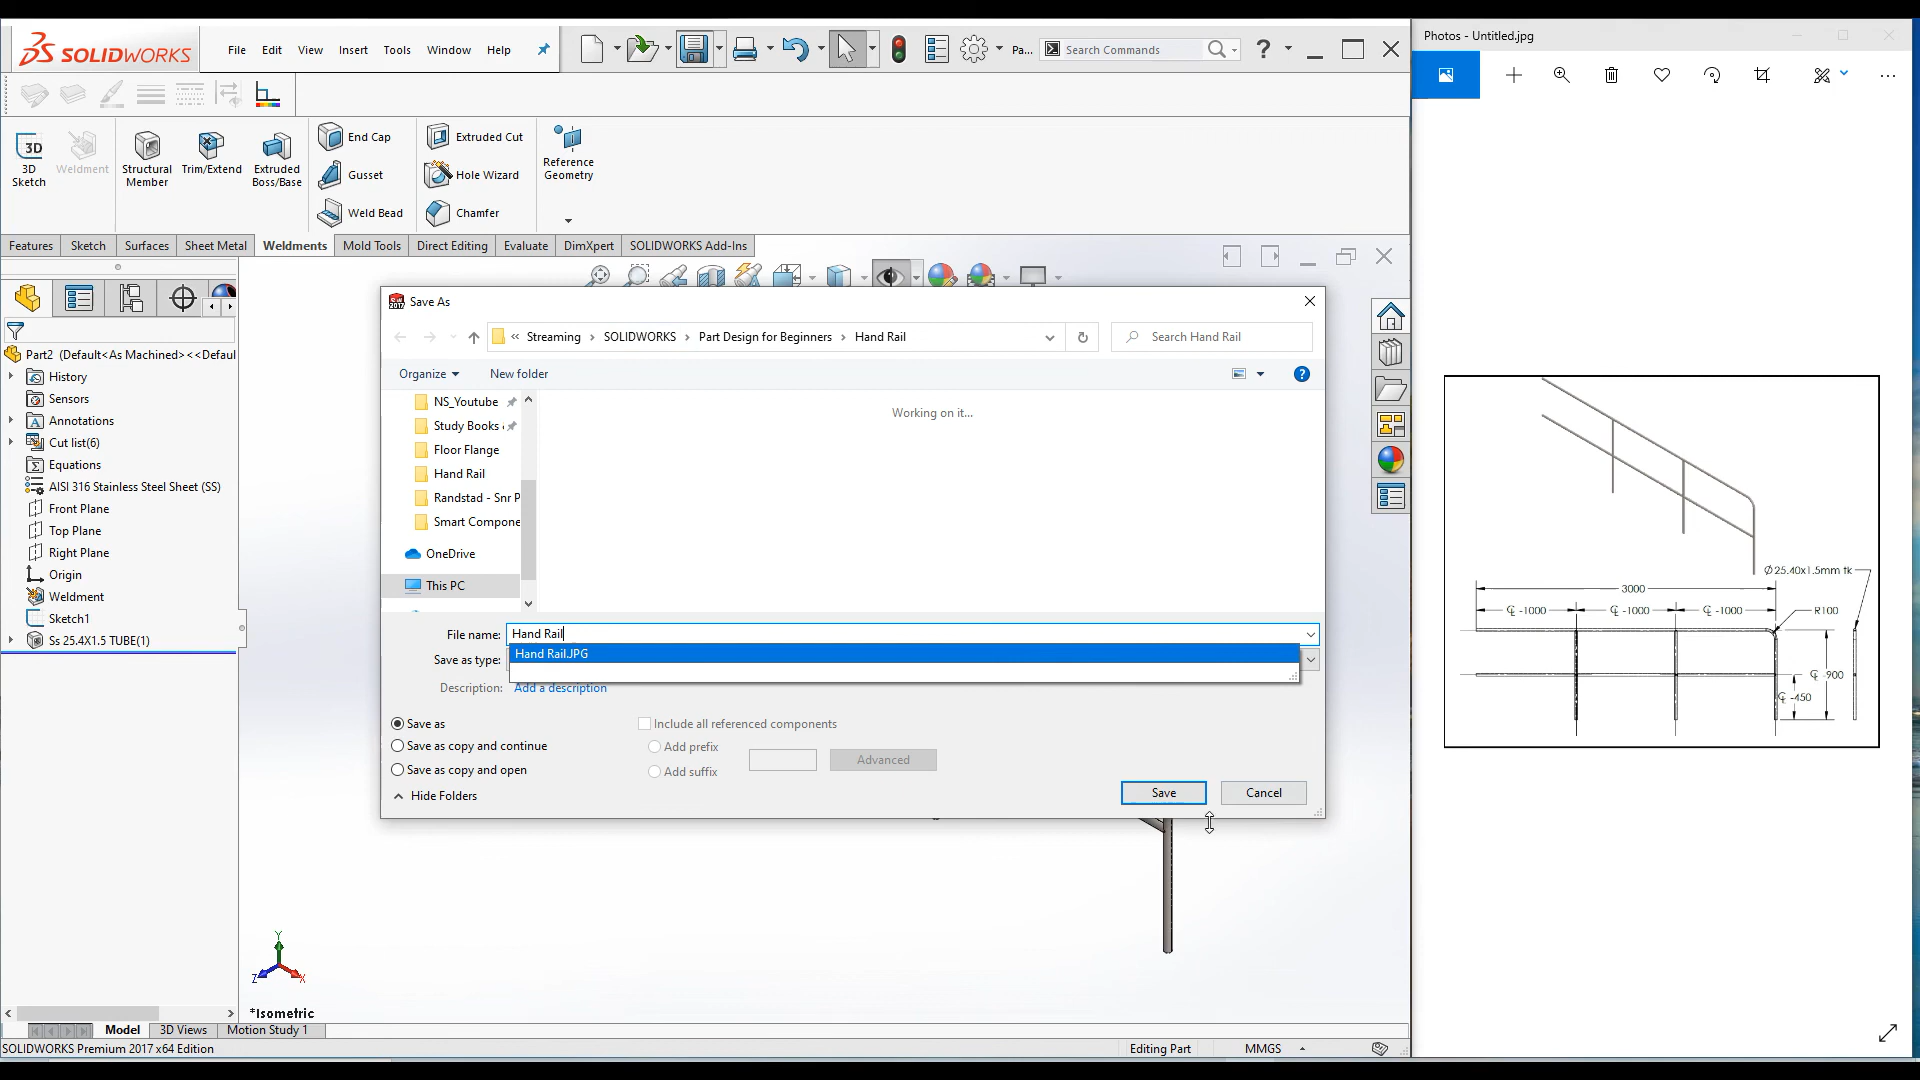 SOLIDWORKS
File Edit View Insert Tools Window Help
Pa...
Search Commands
Photos - Untitled.jpg
3D Sketch
Weldment
Structural Member
Trim/Extend
Extruded Boss/Base
End Cap
Gusset
Weld Bead
Extruded Cut
Hole Wizard
Chamfer
Reference Geometry
Features Sketch Surfaces Sheet Metal Weldments Mold Tools Direct Editing Evaluate DimXpert SOLIDWORKS Add-Ins
Part2 (Default<As Machined><<Defaul
History
Sensors
Annotations
Cut list(6)
Equations
AISI 316 Stainless Steel Sheet (SS)
Front Plane
Top Plane
Right Plane
Origin
Weldment
Sketch1
Ss 25.4X1.5 TUBE(1)
Save As
« Streaming › SOLIDWORKS › Part Design for Beginners › Hand Rail
Search Hand Rail
Organize New folder
NS_Youtube
Study Books
Floor Flange
Hand Rail
Randstad - Snr P
Smart Compone
OneDrive
This PC
Working on it...
File name: Hand Rail
Hand Rail.JPG
Save as type:
Description: Add a description
Save as
Save as copy and continue
Save as copy and open
Include all referenced components
Add prefix
Add suffix
Advanced
Hide Folders
Save Cancel
Ø25.40x1.5mm tk
3000
℄ -1000 ℄ -1000 ℄ -1000 R100
℄ -900
℄ -450
Y
Z X
*Isometric
Model 3D Views Motion Study 1
SOLIDWORKS Premium 2017 x64 Edition
Editing Part MMGS